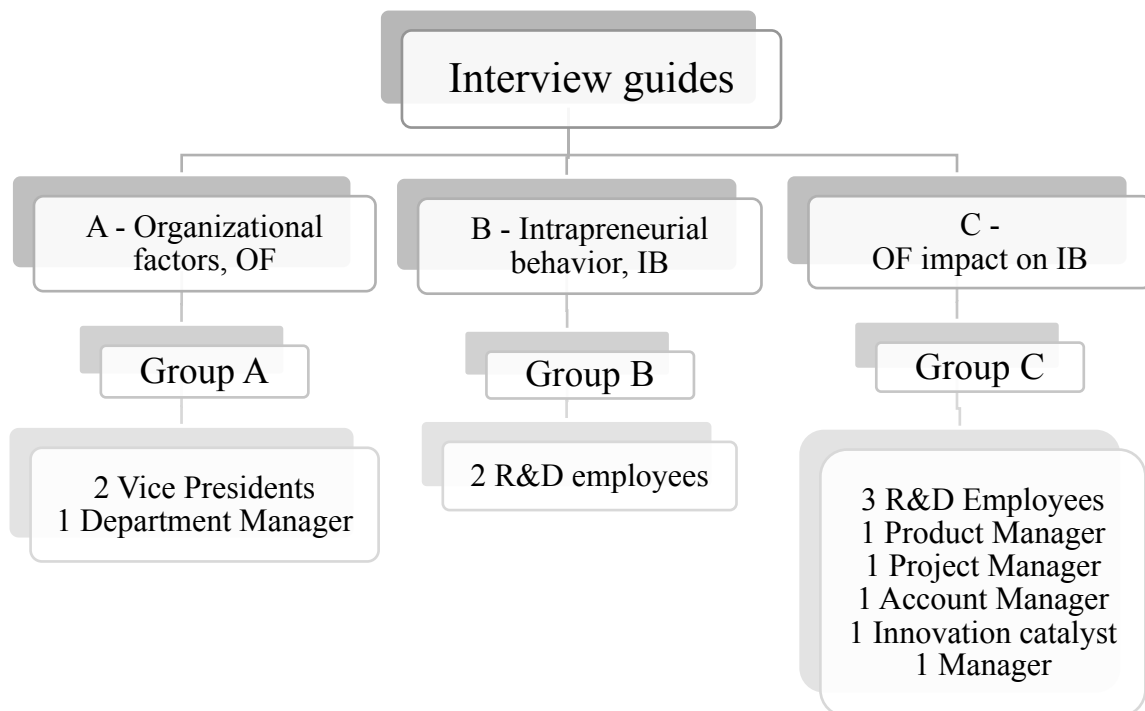 Interview guides
A - Organizational
factors, OF
B - Intrapreneurial
behavior, IB
C -
OF impact on IB
Group A
Group B
Group C
2 Vice Presidents
1 Department Manager
2 R&D employees
3 R&D Employees
1 Product Manager
1 Project Manager
1 Account Manager
1 Innovation catalyst
1 Manager